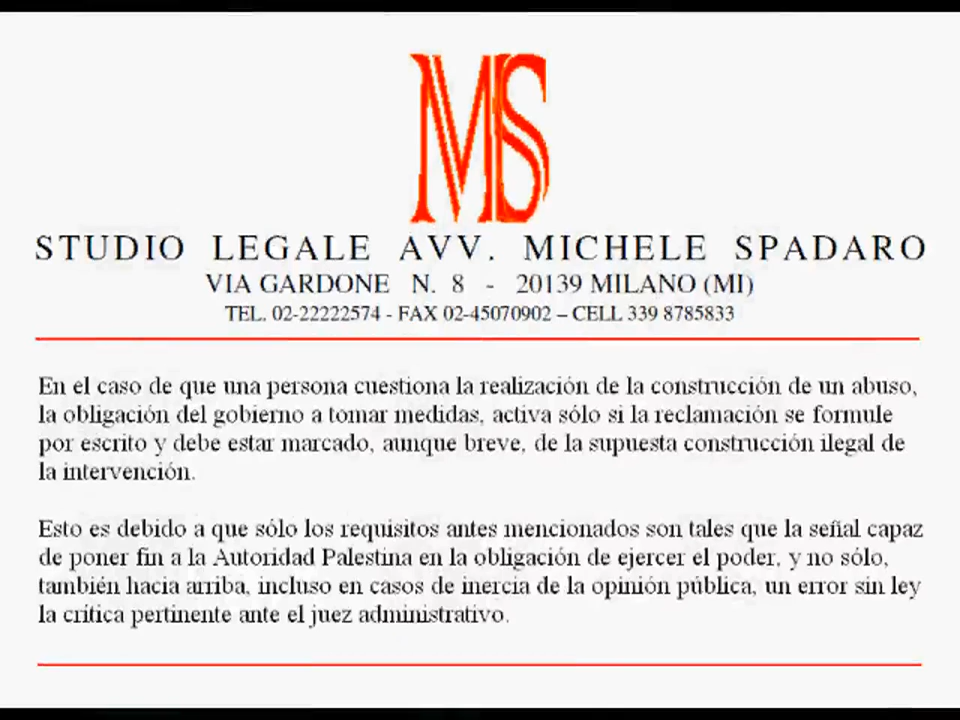 MS
STUDIO LEGALE AVV. MICHELE SPADARO
VIA GARDONE N. 8 - 20139 MILANO (MI)
TEL. 02-22222574 - FAX 02-45070902 – CELL 339 8785833
En el caso de que una persona cuestiona la realización de la construcción de un abuso,
la obligación del gobierno a tomar medidas, activa sólo si la reclamación se formule
por escrito y debe estar marcado, aunque breve, de la supuesta construcción ilegal de
la intervención.
Esto es debido a que sólo los requisitos antes mencionados son tales que la señal capaz
de poner fin a la Autoridad Palestina en la obligación de ejercer el poder, y no sólo,
también hacia arriba, incluso en casos de inercia de la opinión pública, un error sin ley
la crítica pertinente ante el juez administrativo.